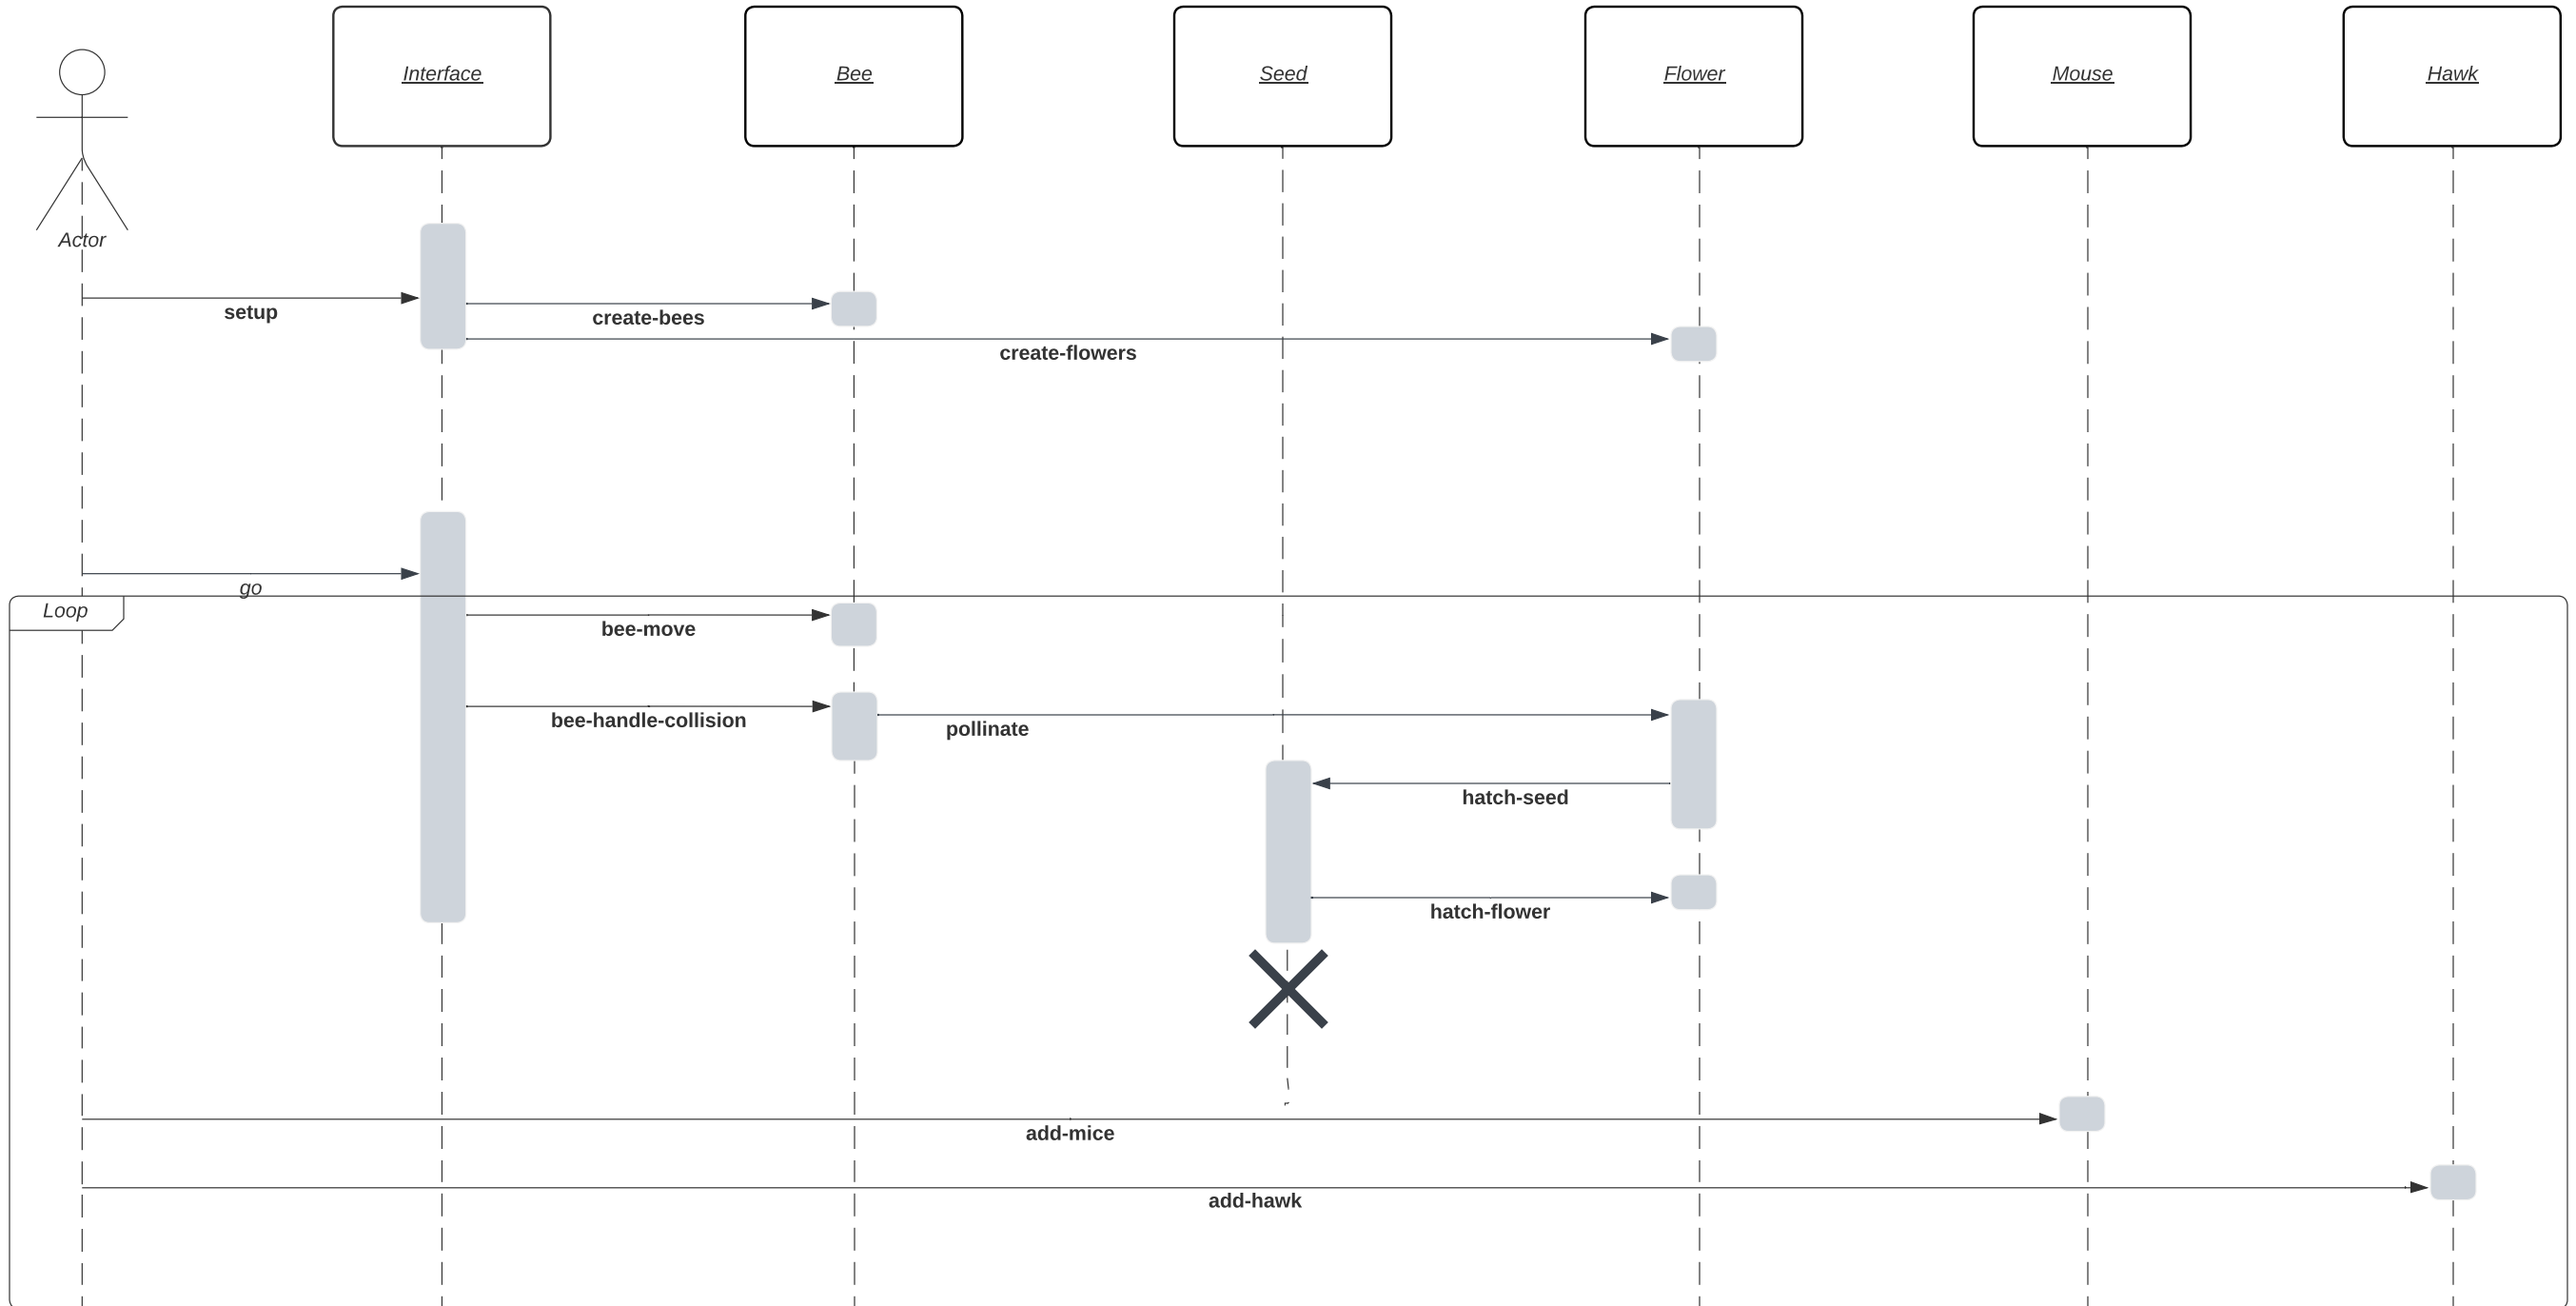 Interface
Bee
Seed
Flower
Mouse
Hawk
Actor
setup
create-bees
create-flowers
go
Loop
bee-move
bee-handle-collision
pollinate
hatch-seed
hatch-flower
add-mice
add-hawk